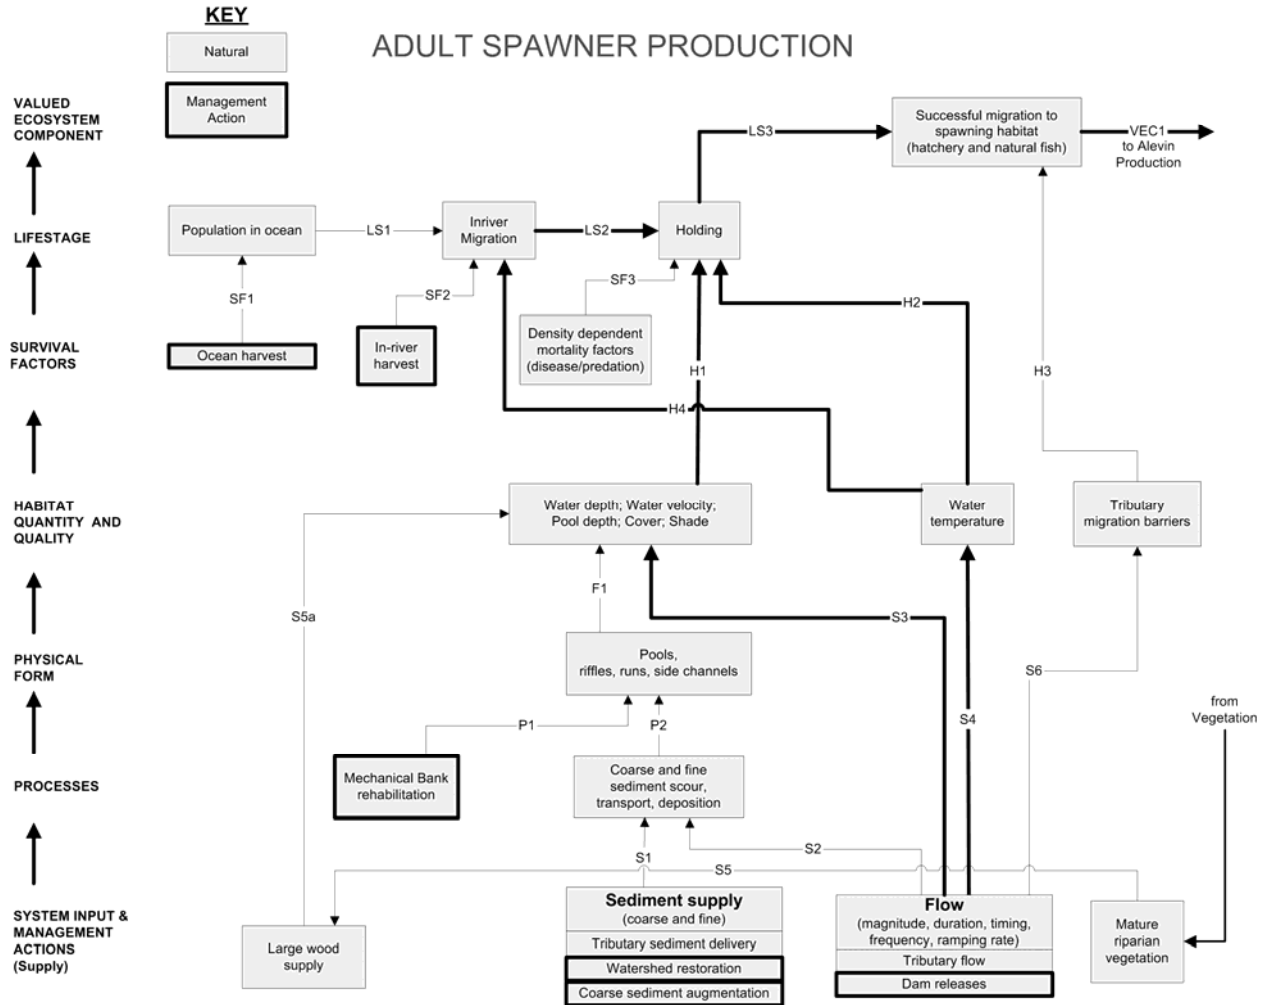 KEY
Natural
Management
Action
ADULT SPAWNER PRODUCTION
VALUED
ECOSYSTEM
COMPONENT
LIFESTAGE
SURVIVAL
FACTORS
HABITAT
QUANTITY AND
QUALITY
PHYSICAL
FORM
PROCESSES
SYSTEM INPUT &
MANAGEMENT
ACTIONS
(Supply)
Successful migration to
spawning habitat
(hatchery and natural fish)
LS3
VEC1
to Alevin
Production
Population in ocean
LS1
Inriver
Migration
LS2
Holding
SF1
SF2
SF3
H2
Ocean harvest
In-river
harvest
Density dependent
mortality factors
(disease/predation)
H1
H3
H4
Water depth; Water velocity;
Pool depth; Cover; Shade
Water
temperature
Tributary
migration barriers
S5a
F1
S3
Pools,
riffles, runs, side channels
S6
P1
P2
S4
from
Vegetation
Mechanical Bank
rehabilitation
Coarse and fine
sediment scour,
transport, deposition
S1
S2
S5
Large wood
supply
Sediment supply
(coarse and fine)
Tributary sediment delivery
Watershed restoration
Coarse sediment augmentation
Flow
(magnitude, duration, timing,
frequency, ramping rate)
Tributary flow
Dam releases
Mature
riparian
vegetation